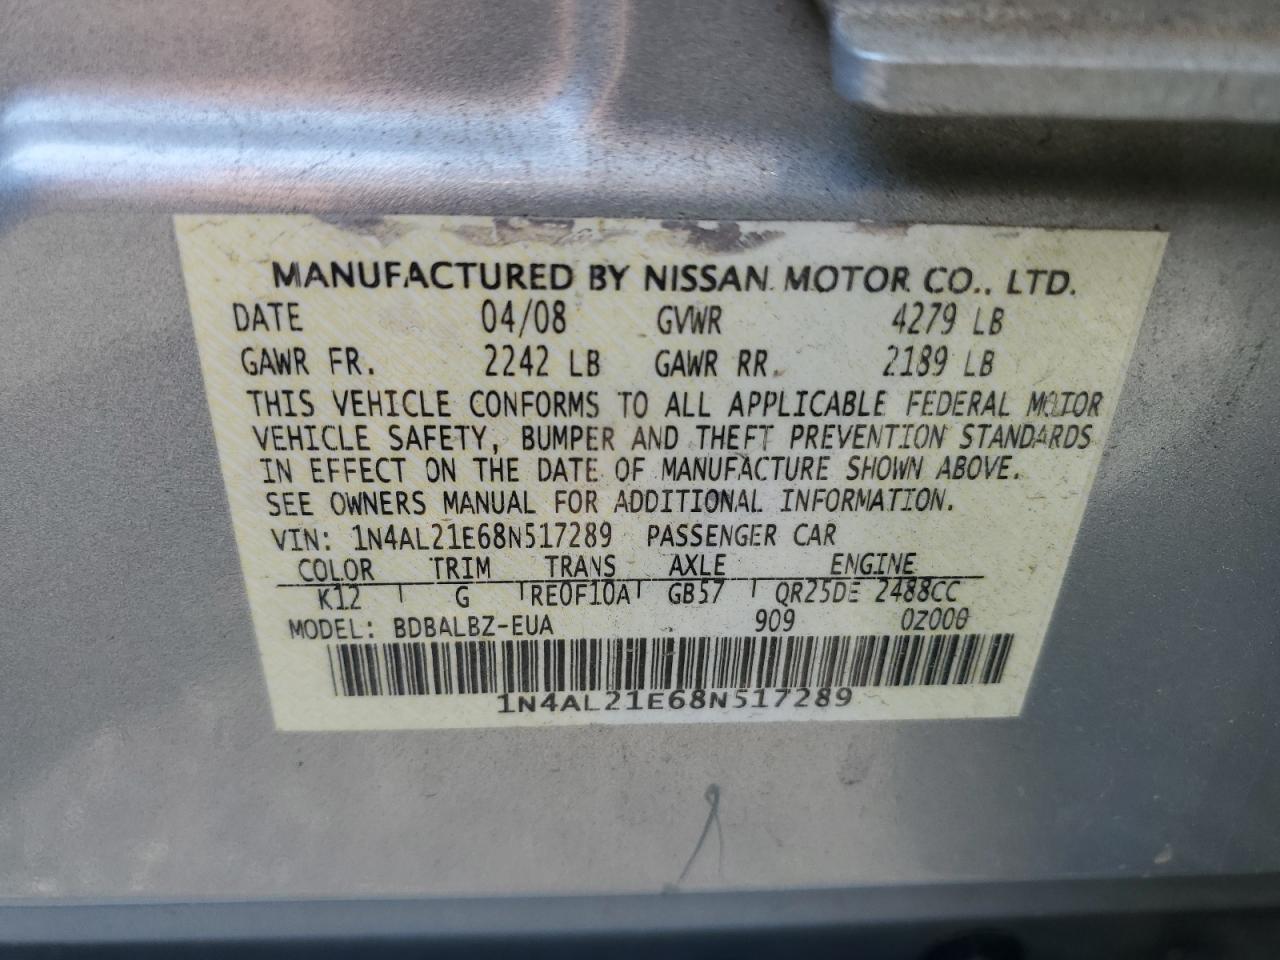 MANUFACTURED BY NISSAN MOTOR CO., LTD.
DATE 04/08 GVWR 4279 LB
GAWR FR. 2242 LB GAWR RR. 2189 LB
THIS VEHICLE CONFORMS TO ALL APPLICABLE FEDERAL MOTOR
VEHICLE SAFETY, BUMPER AND THEFT PREVENTION STANDARDS
IN EFFECT ON THE DATE OF MANUFACTURE SHOWN ABOVE.
SEE OWNERS MANUAL FOR ADDITIONAL INFORMATION.
VIN: 1N4AL21E68N517289 PASSENGER CAR
COLOR TRIM TRANS AXLE ENGINE
K12 G RE0F10A GB57 QR25DE 2488CC
MODEL: BDBALBZ-EUA 909 0Z000
1N4AL21E68N517289